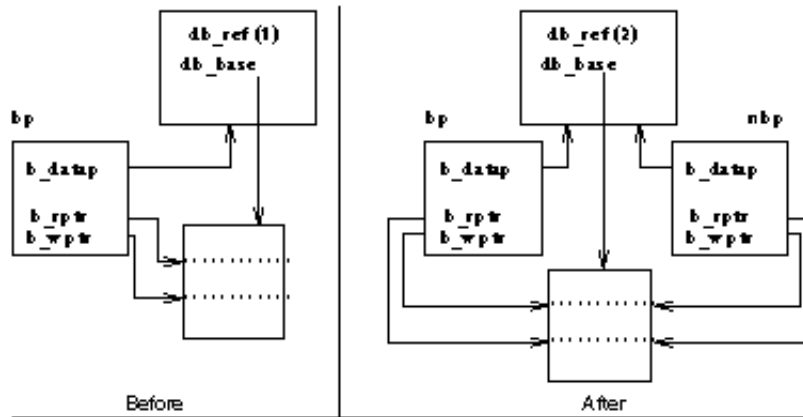 db_ref(1)
db_base
bp
b_datap
b_rptr
b_wptr
Before
db_ref(2)
db_base
bp
nbp
b_datap
b_datap
b_rptr
b_rptr
b_wptr
b_wptr
After